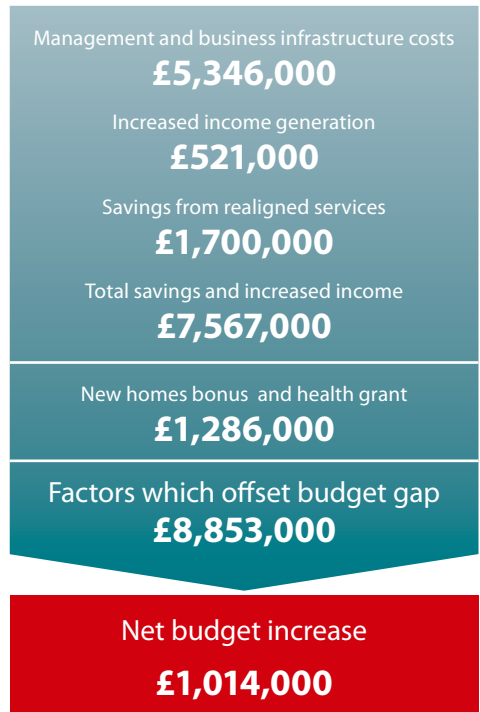 Management and business infrastructure costs
£5,346,000
Increased income generation
£521,000
Savings from realigned services
£1,700,000
Total savings and increased income
£7,567,000
New homes bonus and health grant
£1,286,000
Factors which offset budget gap
£8,853,000
Net budget increase
£1,014,000